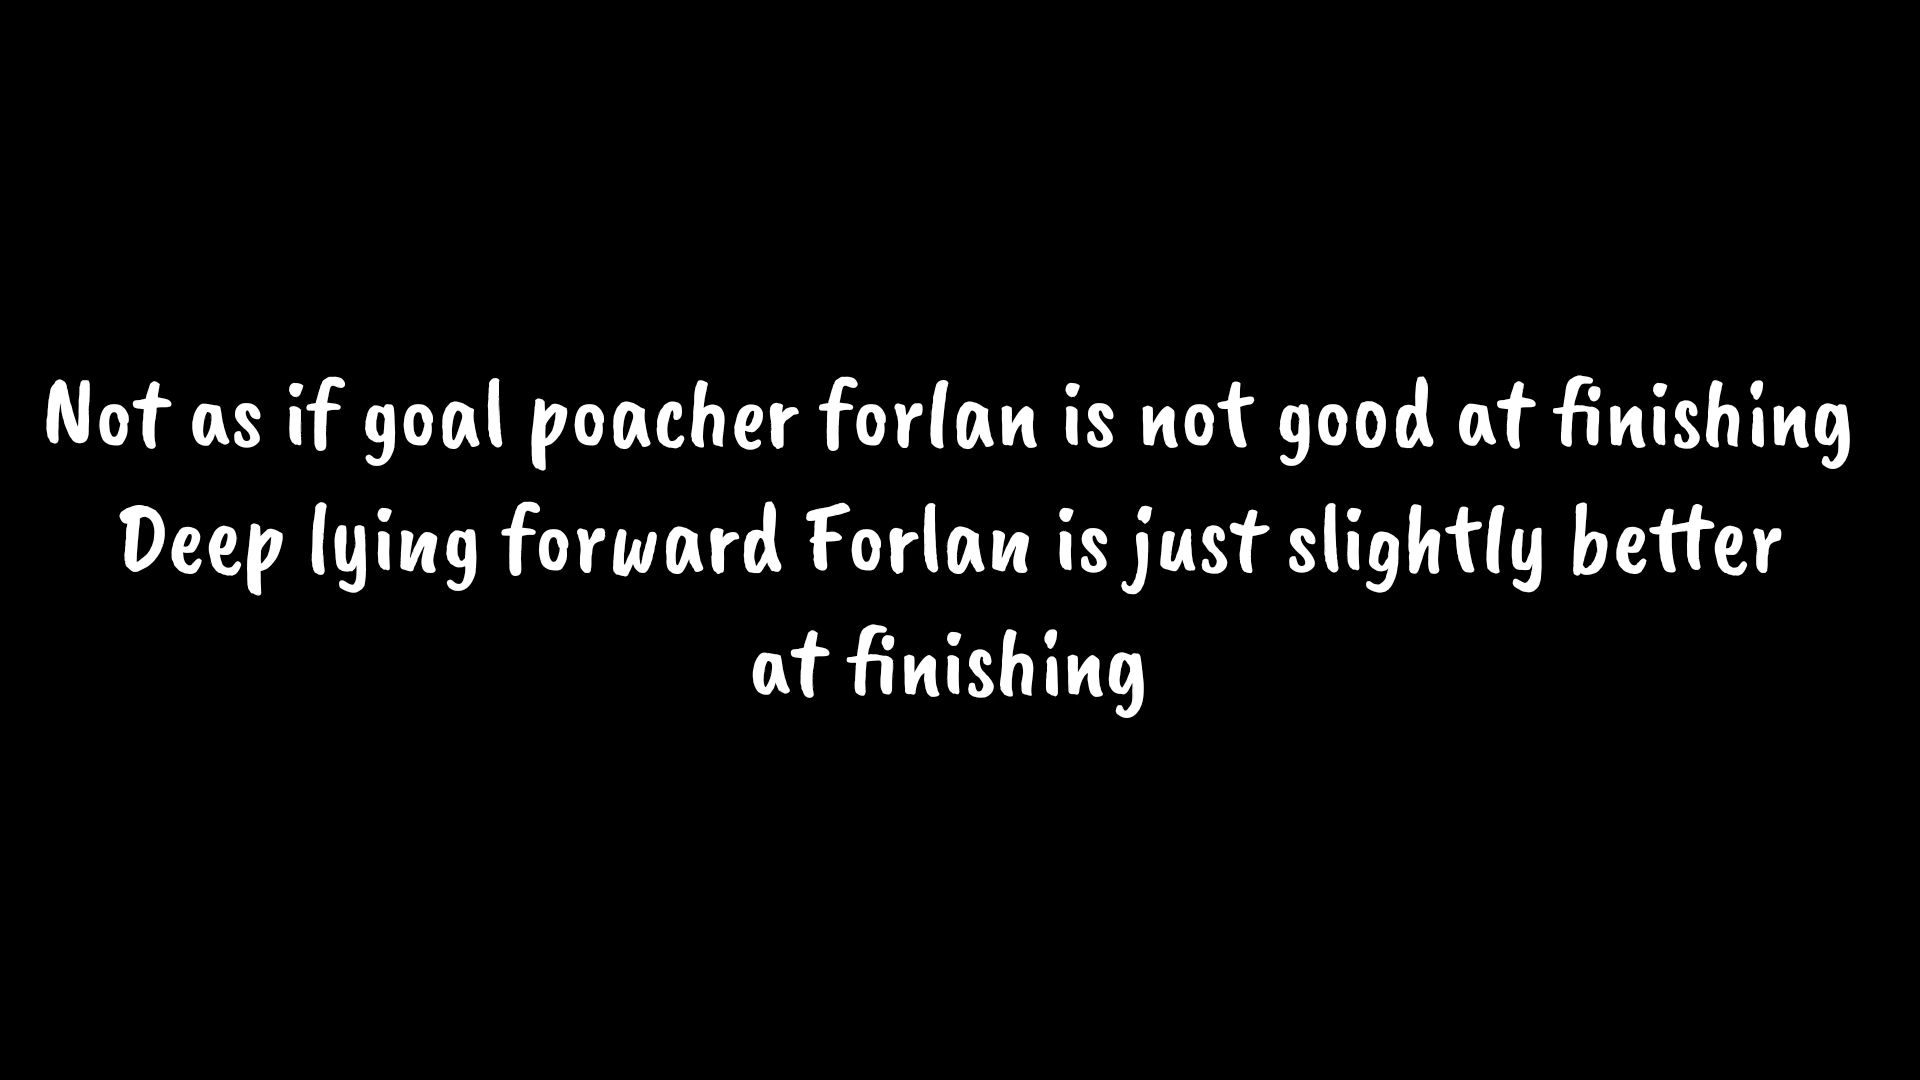 Not as if goal poacher forlan is not good at finishing
Deep lying forward Forlan is just slightly better
at finishing